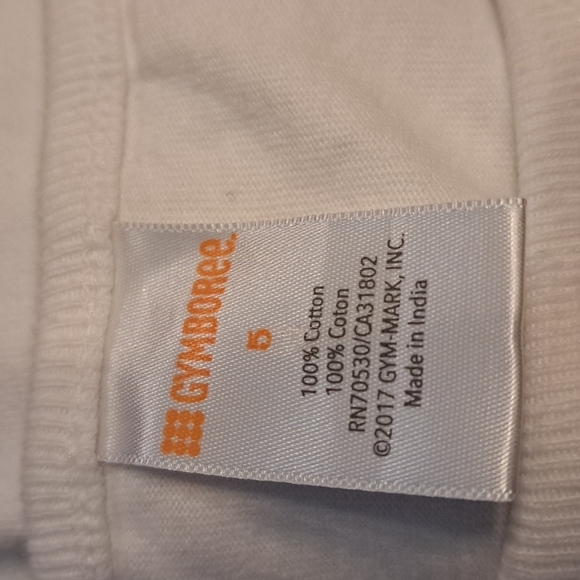 GYMBOREE
5
100% Cotton
100% Coton
RN70530/CA31802
©2017 GYM-MARK, INC.
Made in India